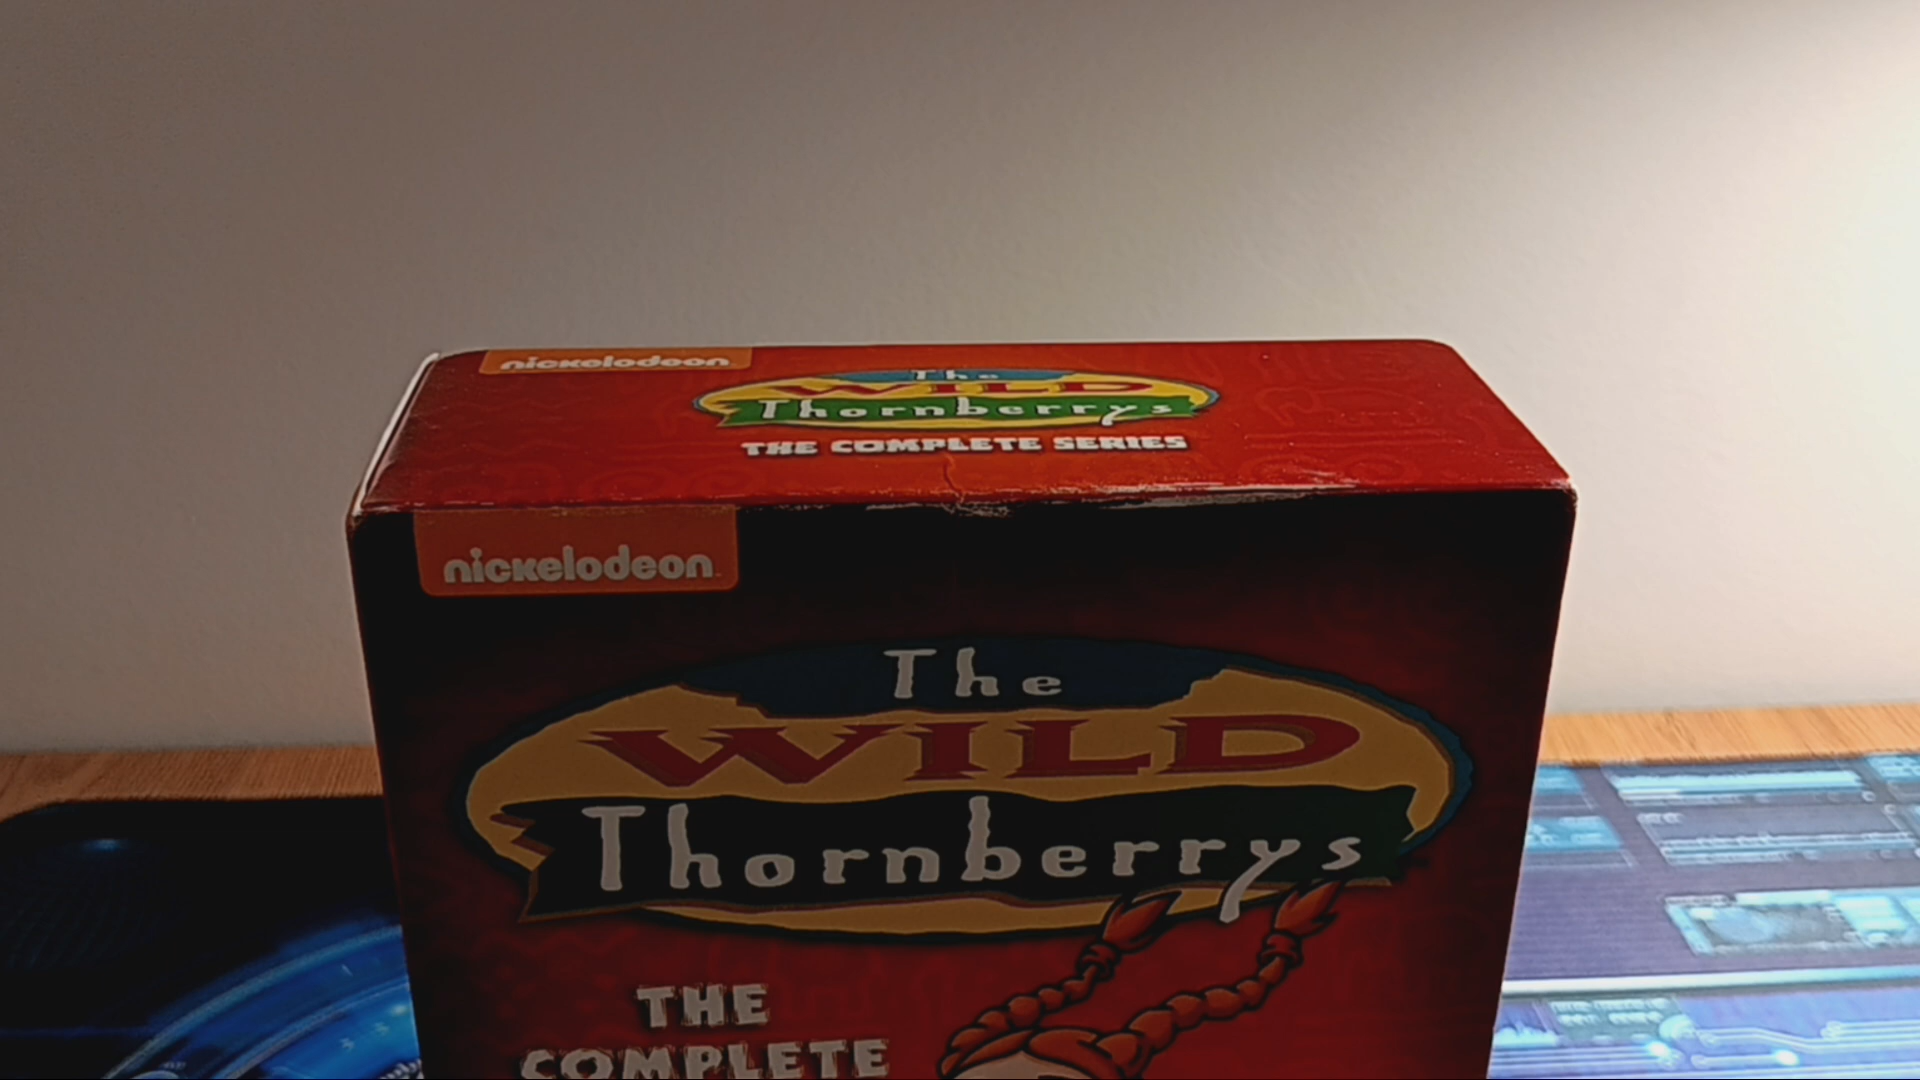 nickelodeon
The
WILD
Thornberrys
THE COMPLETE SERIES
nickelodeon
The
WILD
Thornberrys
THE
COMPLETE